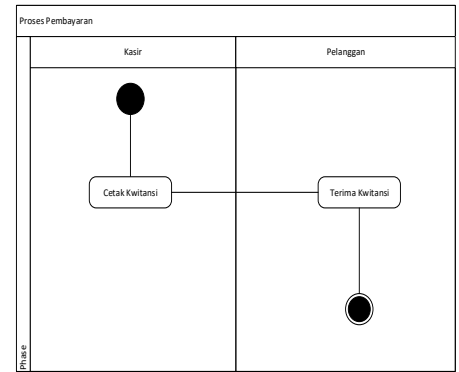 Proses Pembayaran
Kasir
Pelanggan
Cetak Kwitansi
Terima Kwitansi
Phase